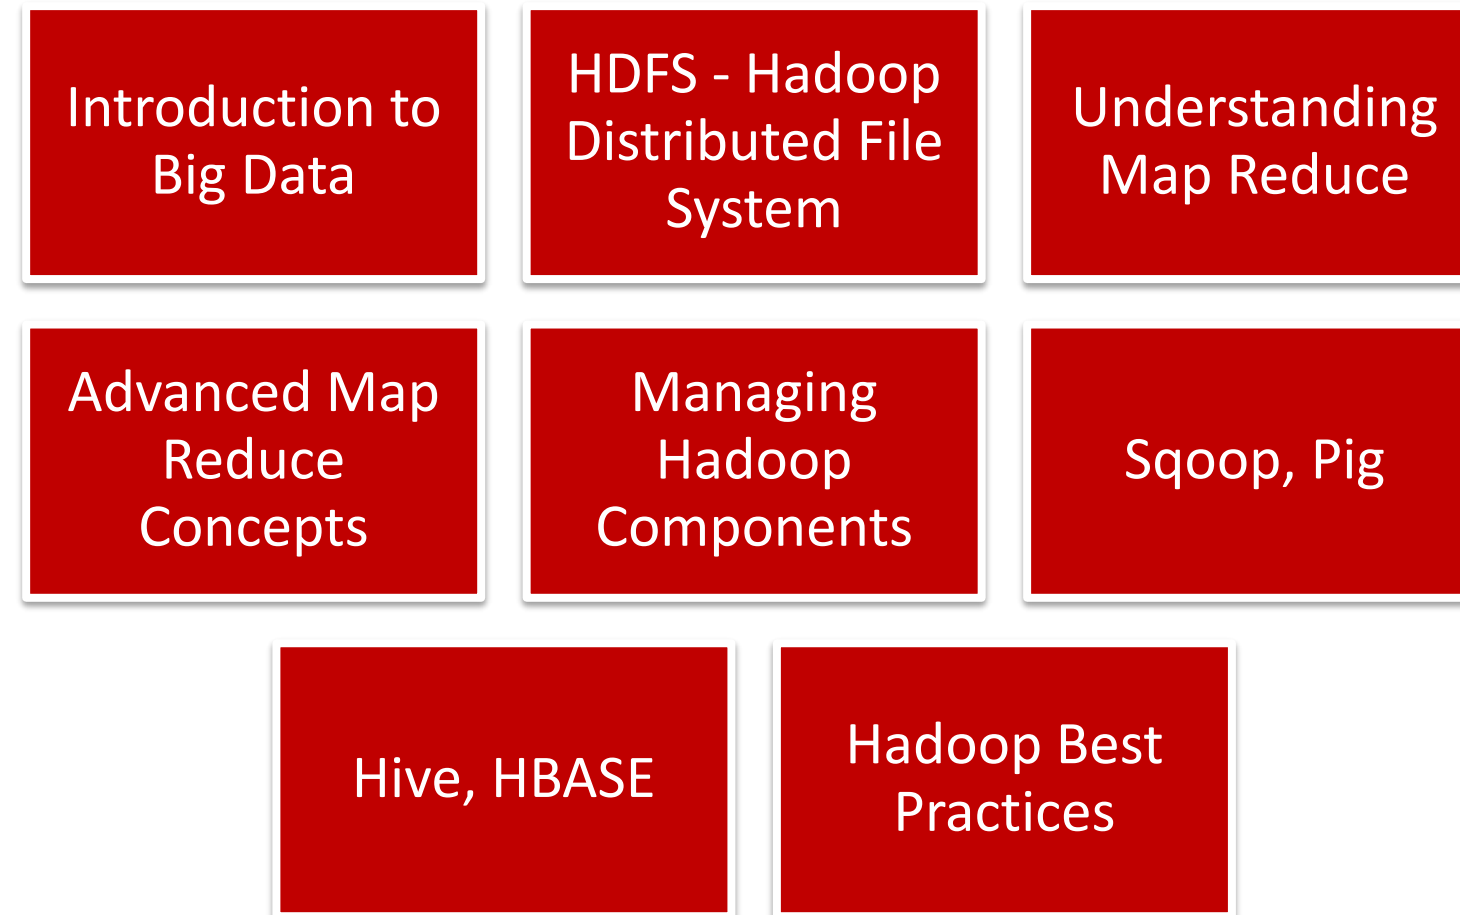 Introduction to
Big Data
HDFS - Hadoop
Distributed File
System
Understanding
Map Reduce
Advanced Map
Reduce
Concepts
Managing
Hadoop
Components
Sqoop, Pig
Hive, HBASE
Hadoop Best
Practices